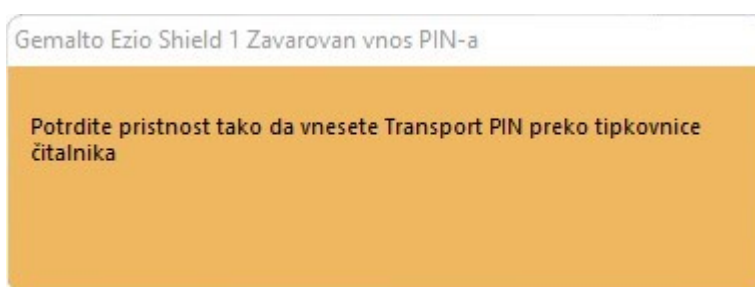 Gemalto Ezio Shield 1 Zavarovan vnos PIN-a
Potrdite pristnost tako da vnesete Transport PIN preko tipkovnice
čitalnika